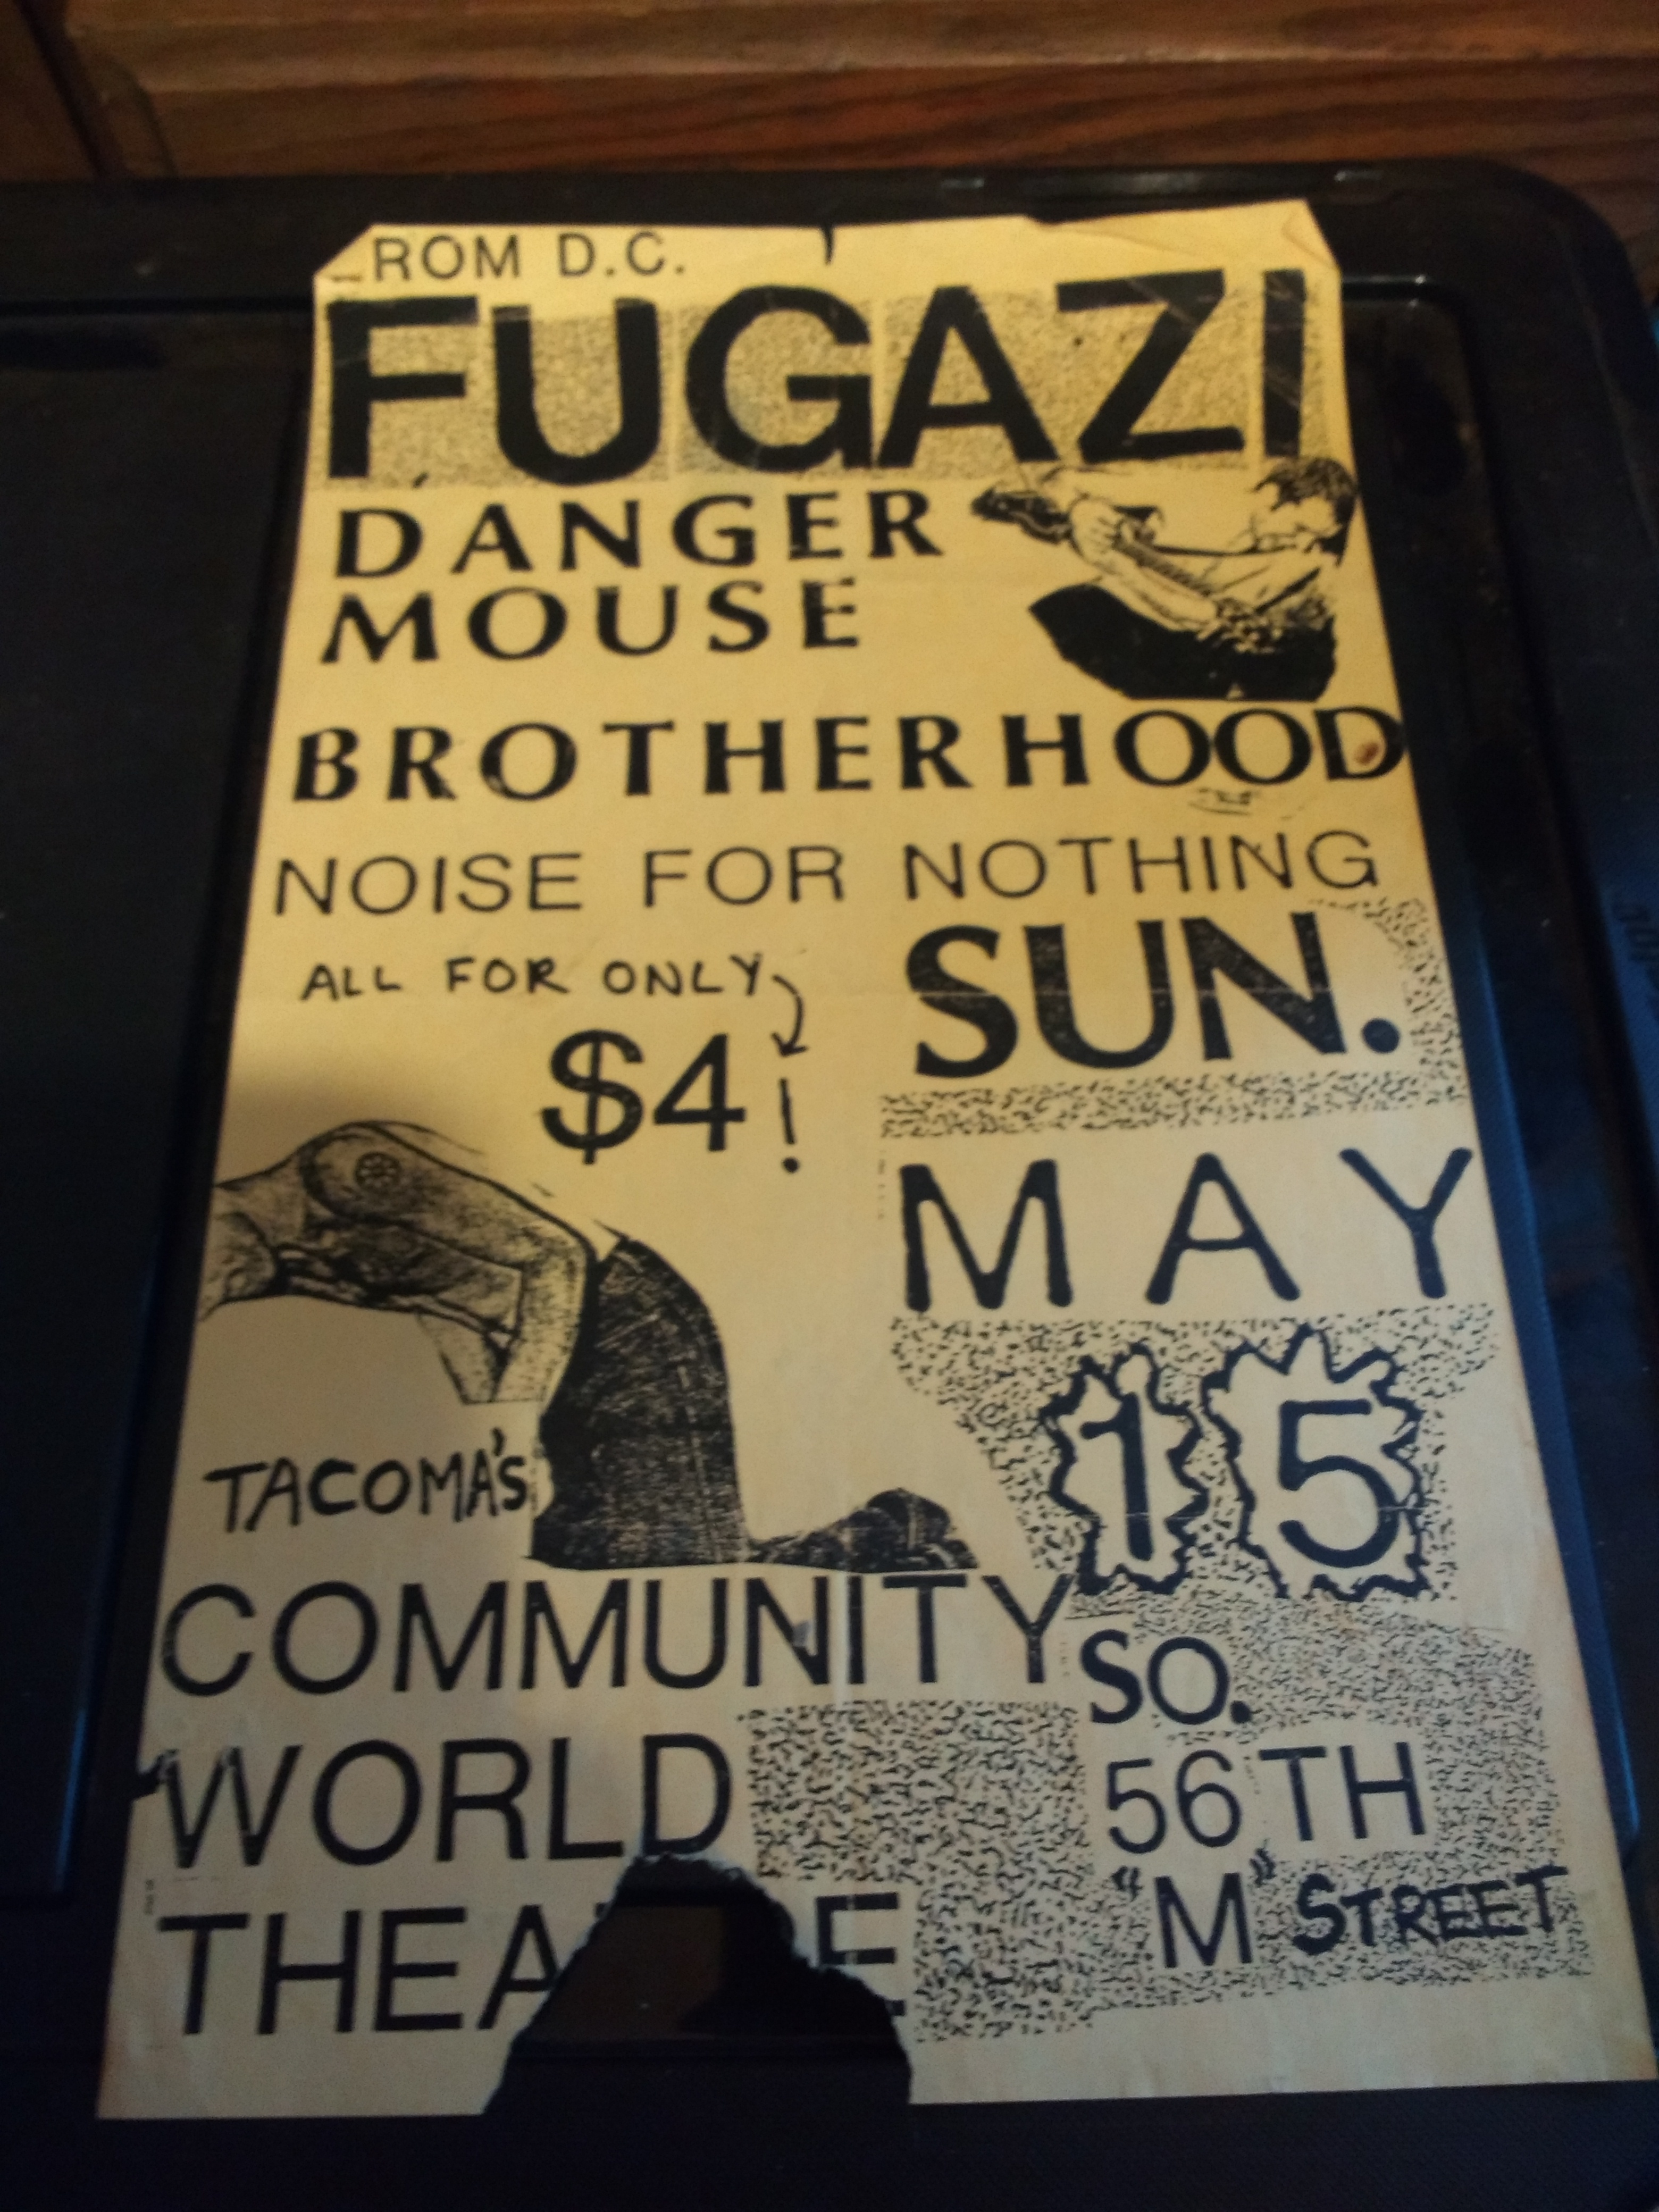 ROM D.C.
FUGAZI
DANGER
MOUSE
BROTHERHOOD
NOISE FOR NOTHING
ALL FOR ONLY
$4!
SUN.
MAY
15
TACOMA'S
COMMUNITY
WORLD
THEA E
SO.
56TH
"M" STREET